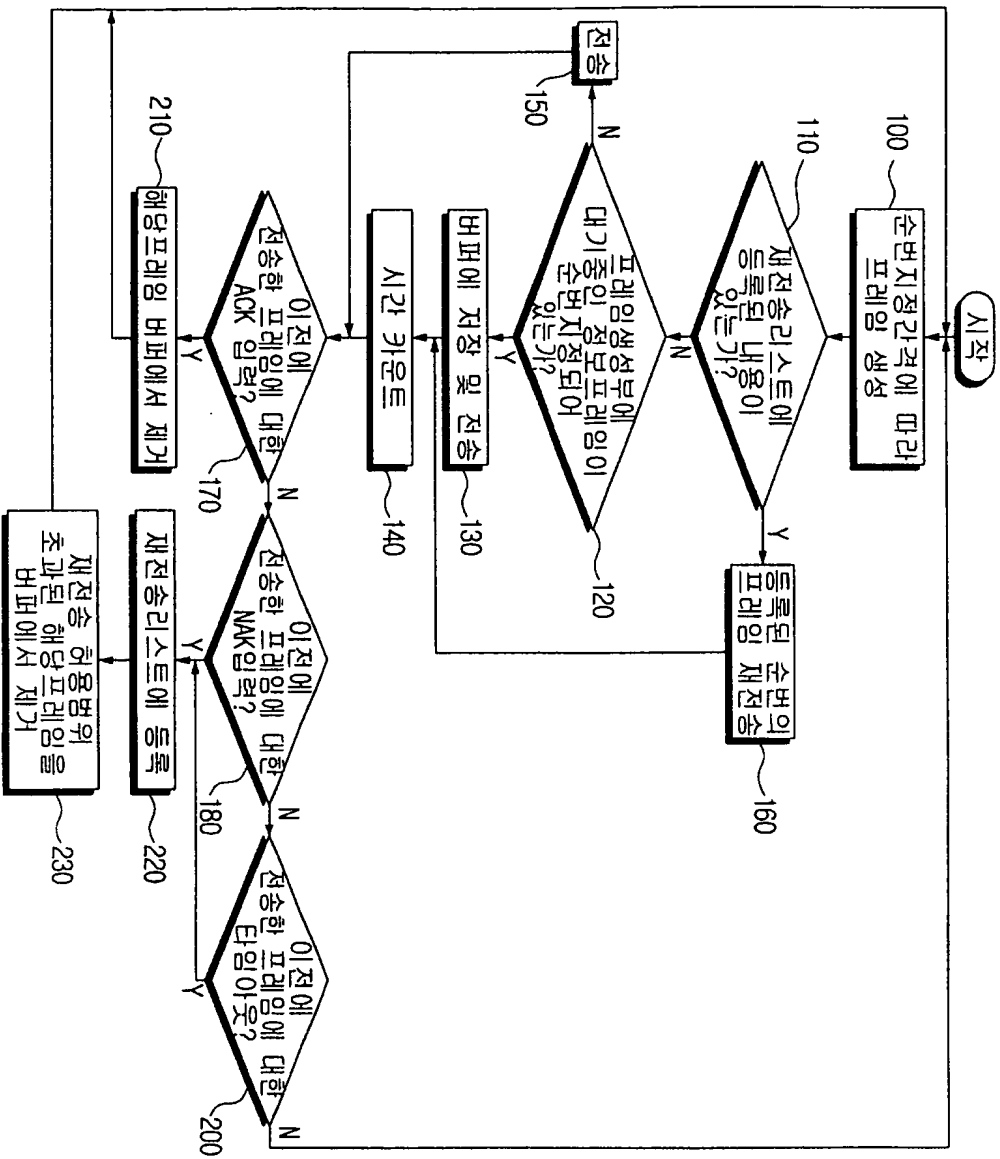 시작
순번지정간격에 따라
프레임 생성
100
재전송리스트에
등록된 내용이
있는가?
110
Y
N
등록된 순번의
프레임 재전송
160
프레임생성부에
대기중인 정보프레임이
순번지정되어
있는가?
120
N
Y
전송
150
버퍼에 저장 및 전송
130
시간 카운트
140
이전에
전송한 프레임에 대한
ACK 입력?
170
N
Y
이전에
전송한 프레임에 대한
NAK입력?
180
N
Y
이전에
전송한 프레임에 대한
타임아웃?
200
N
Y
해당프레임 버퍼에서 제거
210
재전송리스트에 등록
220
재전송 허용범위
초과된 해당프레임을
버퍼에서 제거
230